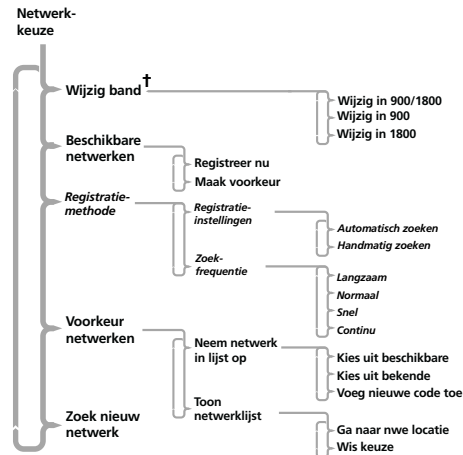 Netwerk-
keuze
Wijzig band†
Wijzig in 900/1800
Wijzig in 900
Wijzig in 1800
Beschikbare
netwerken
Registreer nu
Maak voorkeur
Registratie-
methode
Registratie-
instellingen
Automatisch zoeken
Handmatig zoeken
Zoek-
frequentie
Langzaam
Normaal
Snel
Continu
Voorkeur
netwerken
Neem netwerk
in lijst op
Kies uit beschikbare
Kies uit bekende
Voeg nieuwe code toe
Toon
netwerklijst
Ga naar nwe locatie
Wis keuze
Zoek nieuw
netwerk